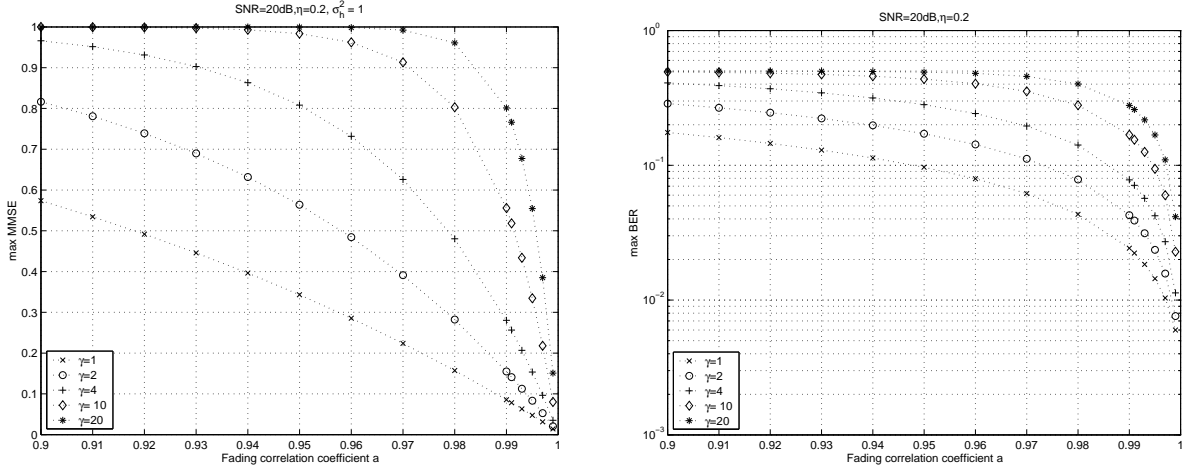 SNR=20dB,η=0.2, σ_h^2 = 1
1
0.9
0.8
0.7
0.6
0.5
0.4
0.3
0.2
0.1
0
max MMSE
γ=1
γ=2
γ=4
γ= 10
γ=20
0.9 0.91 0.92 0.93 0.94 0.95 0.96 0.97 0.98 0.99 1
Fading correlation coefficient a
SNR=20dB,η=0.2
10^0
10^−1
10^−2
10^−3
max BER
γ=1
γ=2
γ=4
γ= 10
γ=20
0.9 0.91 0.92 0.93 0.94 0.95 0.96 0.97 0.98 0.99 1
Fading correlation coefficient a